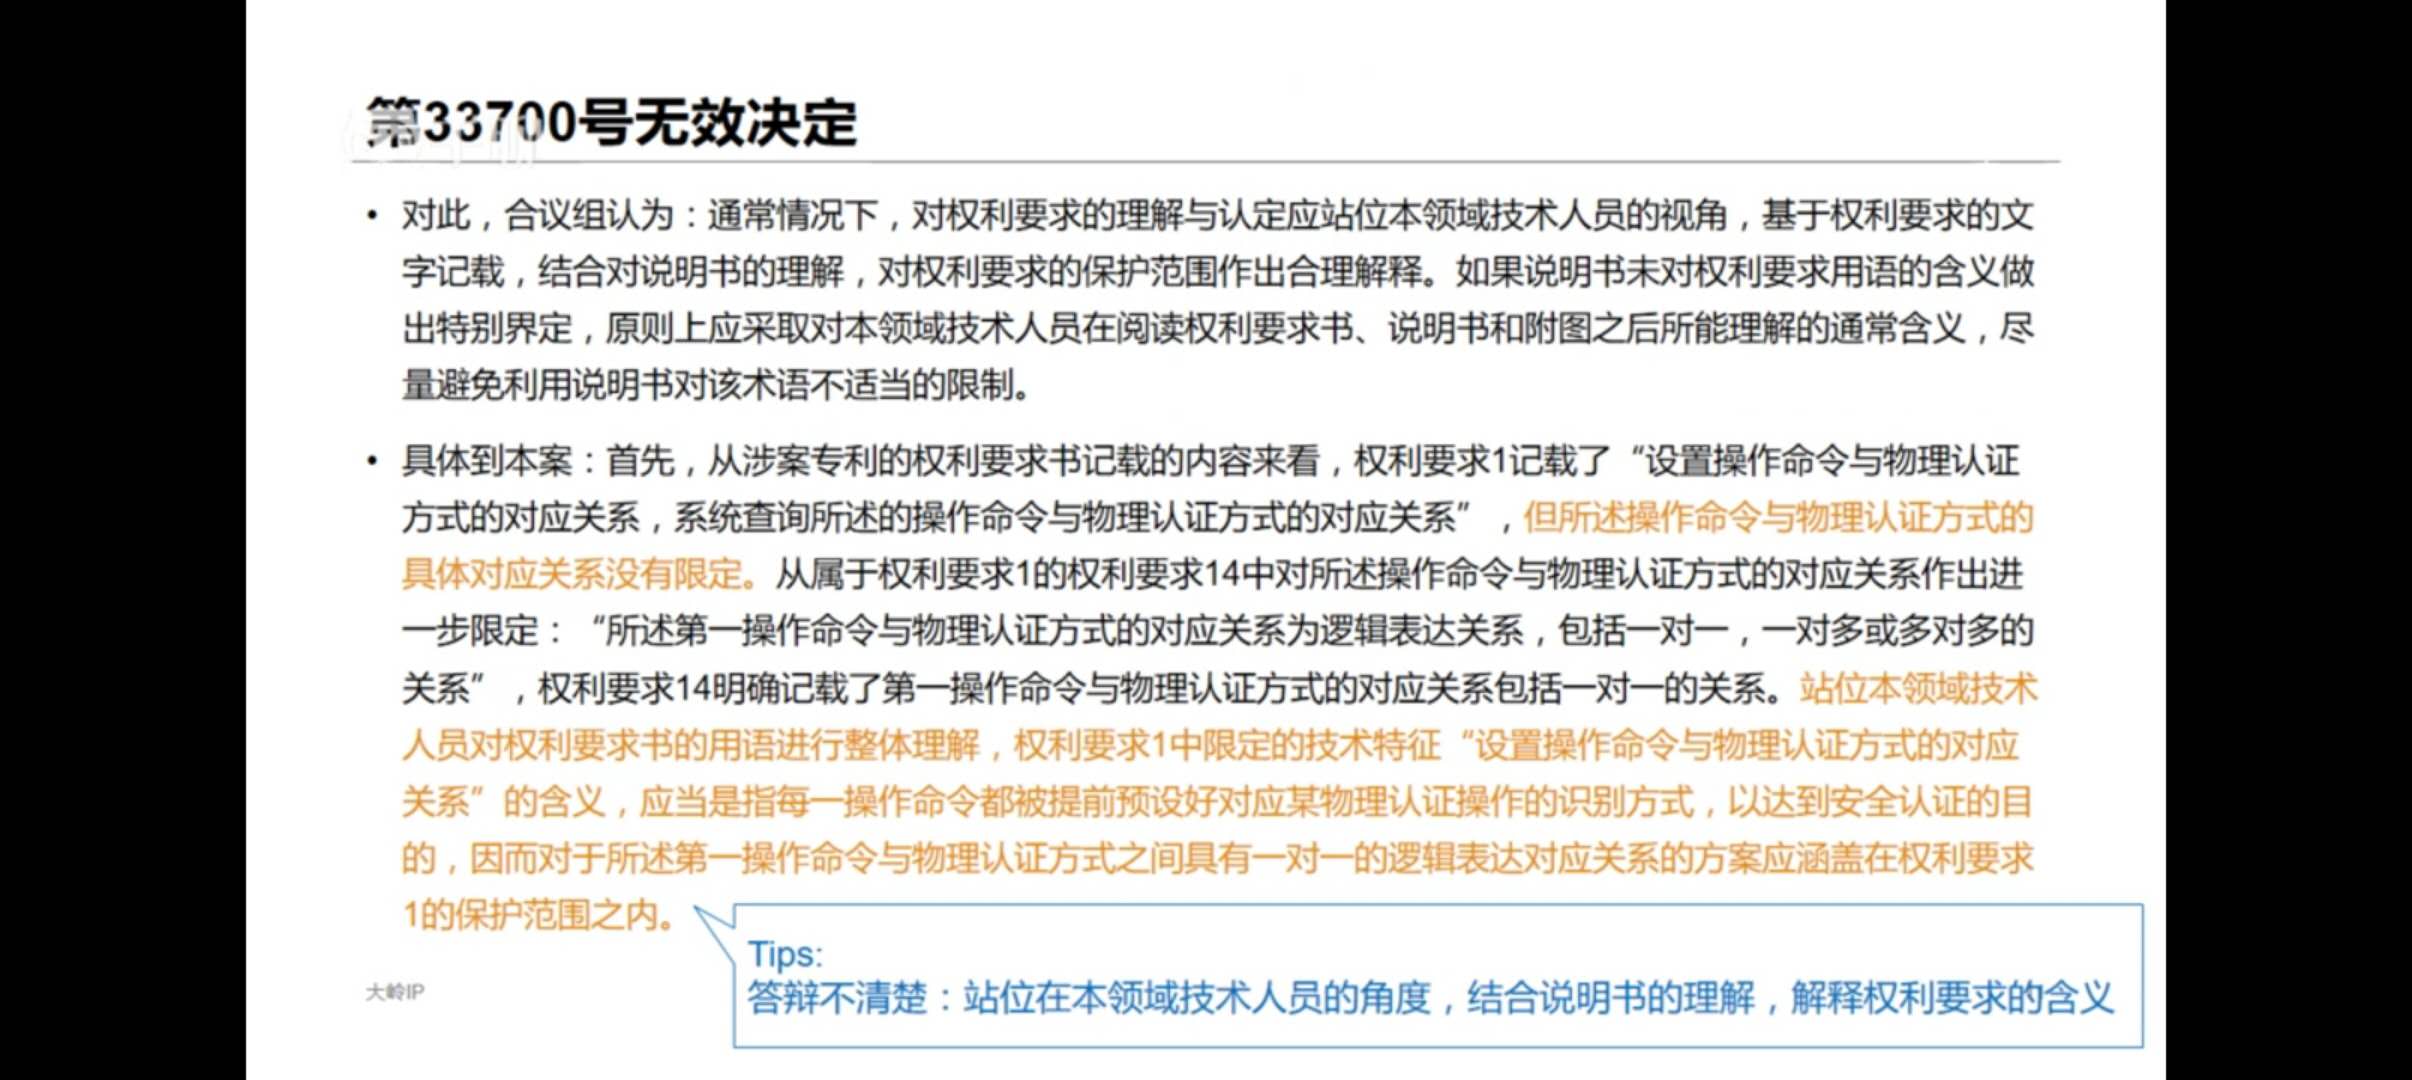 第33700号无效决定
• 对此，合议组认为：通常情况下，对权利要求的理解与认定应站位本领域技术人员的视角，基于权利要求的文
字记载，结合对说明书的理解，对权利要求的保护范围作出合理解释。如果说明书未对权利要求用语的含义做
出特别界定，原则上应采取对本领域技术人员在阅读权利要求书、说明书和附图之后所能理解的通常含义，尽
量避免利用说明书对该术语不适当的限制。
• 具体到本案：首先，从涉案专利的权利要求书记载的内容来看，权利要求1记载了“设置操作命令与物理认证
方式的对应关系，系统查询所述的操作命令与物理认证方式的对应关系”，但所述操作命令与物理认证方式的
具体对应关系没有限定。从属于权利要求1的权利要求14中对所述操作命令与物理认证方式的对应关系作出进
一步限定：“所述第一操作命令与物理认证方式的对应关系为逻辑表达关系，包括一对一，一对多或多对多的
关系”，权利要求14明确记载了第一操作命令与物理认证方式的对应关系包括一对一的关系。站位本领域技术
人员对权利要求书的用语进行整体理解，权利要求1中限定的技术特征“设置操作命令与物理认证方式的对应
关系”的含义，应当是指每一操作命令都被提前预设好对应某物理认证操作的识别方式，以达到安全认证的目
的，因而对于所述第一操作命令与物理认证方式之间具有一对一的逻辑表达对应关系的方案应涵盖在权利要求
1的保护范围之内。
Tips:
答辩不清楚：站位在本领域技术人员的角度，结合说明书的理解，解释权利要求的含义
大岭IP